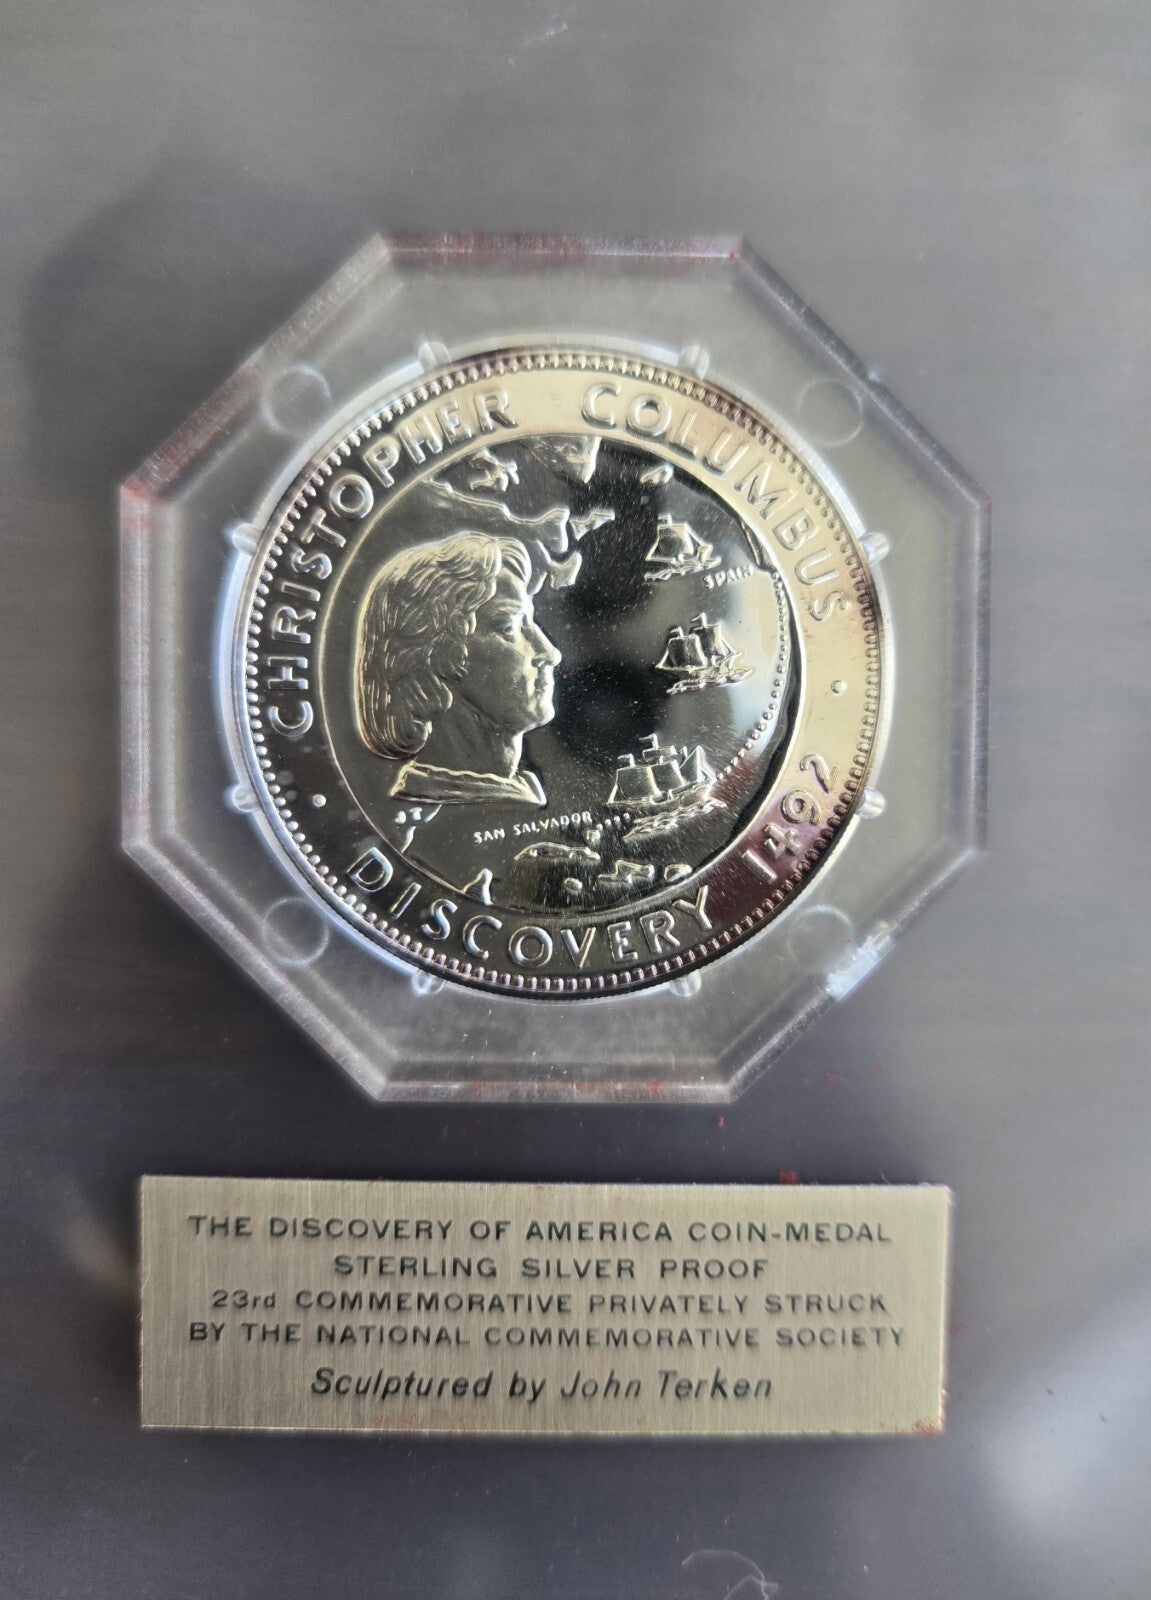 CHRISTOPHER COLUMBUS
· DISCOVERY 1492 ·
SPAIN
SAN SALVADOR
THE DISCOVERY OF AMERICA COIN-MEDAL
STERLING SILVER PROOF
23rd COMMEMORATIVE PRIVATELY STRUCK
BY THE NATIONAL COMMEMORATIVE SOCIETY
Sculptured by John Terken